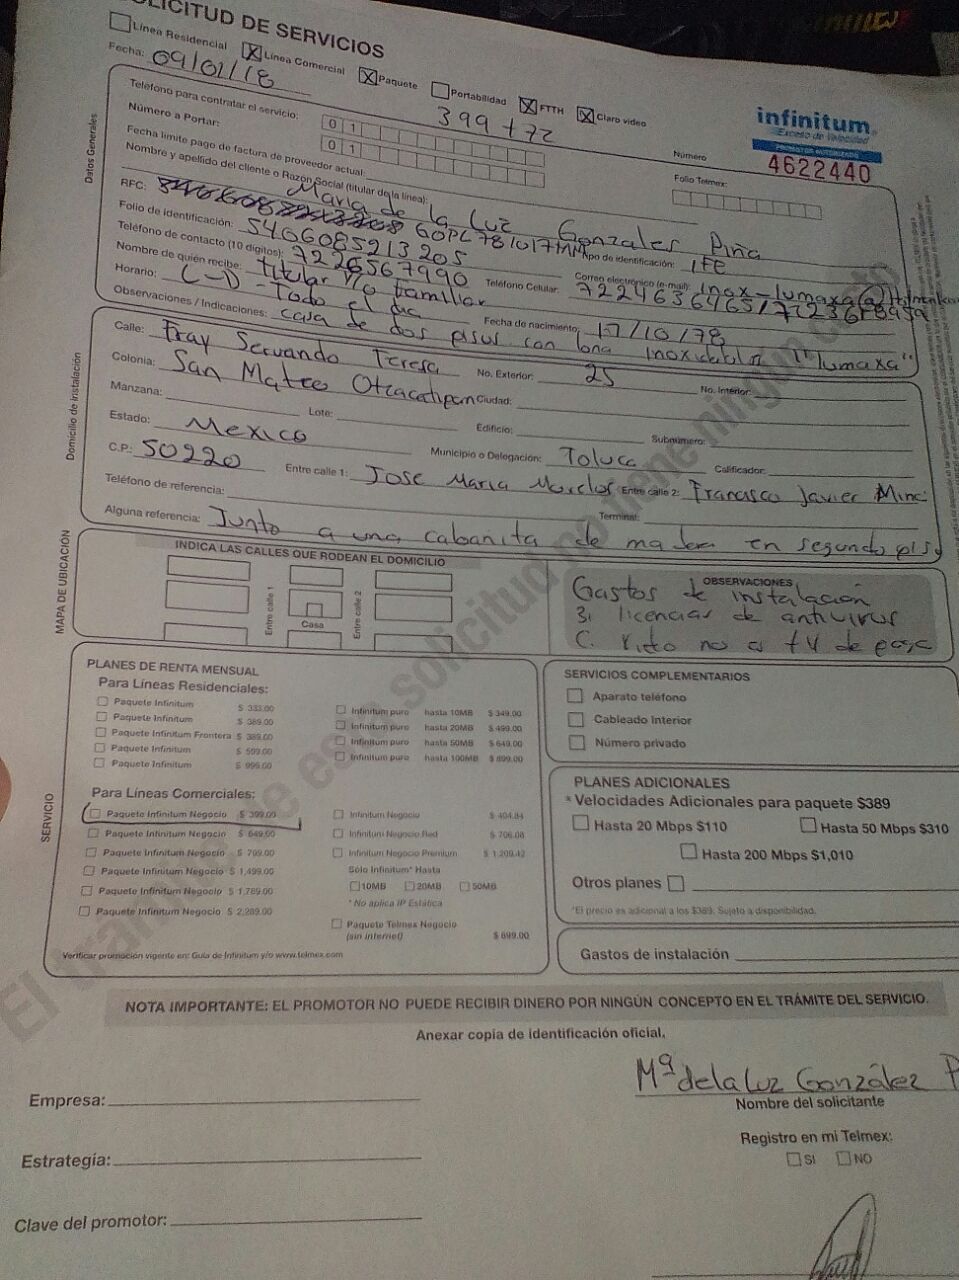 SOLICITUD DE SERVICIOS
Línea Residencial Línea Comercial Paquete Portabilidad FTTH Claro video
Fecha: 09/01/18
399 + 72
infinitum
Exceso de Velocidad
PROMOTOR AUTORIZADO
4622440
Datos Generales
Teléfono para contratar el servicio: 0 1
Número a Portar: 0 1
Número
Folio Telmex:
Fecha límite pago de factura de proveedor actual:
Nombre y apellido del cliente o Razón Social (titular de la línea): Maria de la Luz Gonzales Piña
RFC: GOPL781017MM
Tipo de identificación: IFE
Folio de identificación: 5406085213205
Teléfono de contacto (10 dígitos): 7226567990
Correo electrónico (e-mail): inox-lumaxa@
Nombre de quién recibe: titular y/o familiar
Teléfono Celular: 7224636465/
Horario: (-) - Todo el dia
Fecha de nacimiento: 17/10/78
Observaciones / Indicaciones: casa de dos pisos con lona "lumaxa"
Domicilio de Instalación
Calle: Fray Servando Teresa No. Exterior: 25 No. Interior:
Colonia: San Mateo Otzacatipan Ciudad:
Manzana: Lote: Edificio: Subnúmero:
Estado: Mexico Municipio o Delegación: Toluca Calificador:
C.P.: 50220 Entre calle 1: Jose Maria Morelos Entre calle 2: Francisco Javier Minc
Teléfono de referencia: Terminal:
Alguna referencia: Junto a una cabanita de madera en segundo piso
MAPA DE UBICACIÓN
INDICA LAS CALLES QUE RODEAN EL DOMICILIO
Entre calle 1
Casa
Entre calle 2
OBSERVACIONES
Gastos de instalación
3 licencias de antivirus
C. video no es tv de paga
SERVICIO
PLANES DE RENTA MENSUAL
Para Líneas Residenciales:
Paquete Infinitum $ 333.00
Paquete Infinitum $ 389.00
Paquete Infinitum Frontera $ 389.00
Paquete Infinitum $ 599.00
Paquete Infinitum $ 999.00
Infinitum puro hasta 10MB $ 349.00
Infinitum puro hasta 20MB $ 499.00
Infinitum puro hasta 50MB $ 649.00
Infinitum puro hasta 100MB $ 899.00
Para Líneas Comerciales:
Paquete Infinitum Negocio $ 399.00
Paquete Infinitum Negocio $ 649.00
Paquete Infinitum Negocio $ 799.00
Paquete Infinitum Negocio $ 1,499.00
Paquete Infinitum Negocio $ 1,789.00
Paquete Infinitum Negocio $ 2,289.00
Infinitum Negocio $ 404.84
Infinitum Negocio Red $ 706.08
Infinitum Negocio Premium $ 1,209.42
Solo Infinitum* Hasta
10MB 20MB 50MB
* No aplica IP Estática
Paquete Telmex Negocio
(sin internet) $ 699.00
Verificar promoción vigente en: Guía de Infinitum y/o www.telmex.com
SERVICIOS COMPLEMENTARIOS
Aparato teléfono
Cableado Interior
Número privado
PLANES ADICIONALES
* Velocidades Adicionales para paquete $389
Hasta 20 Mbps $110 Hasta 50 Mbps $310
Hasta 200 Mbps $1,010
Otros planes
*El precio es adicional a los $389. Sujeto a disponibilidad.
Gastos de instalación
El trámite de esta solicitud no tiene ningún costo
NOTA IMPORTANTE: EL PROMOTOR NO PUEDE RECIBIR DINERO POR NINGÚN CONCEPTO EN EL TRÁMITE DEL SERVICIO.
Anexar copia de identificación oficial.
Mª de la Luz González P
Nombre del solicitante
Empresa:
Registro en mi Telmex:
SI NO
Estrategia:
Clave del promotor: